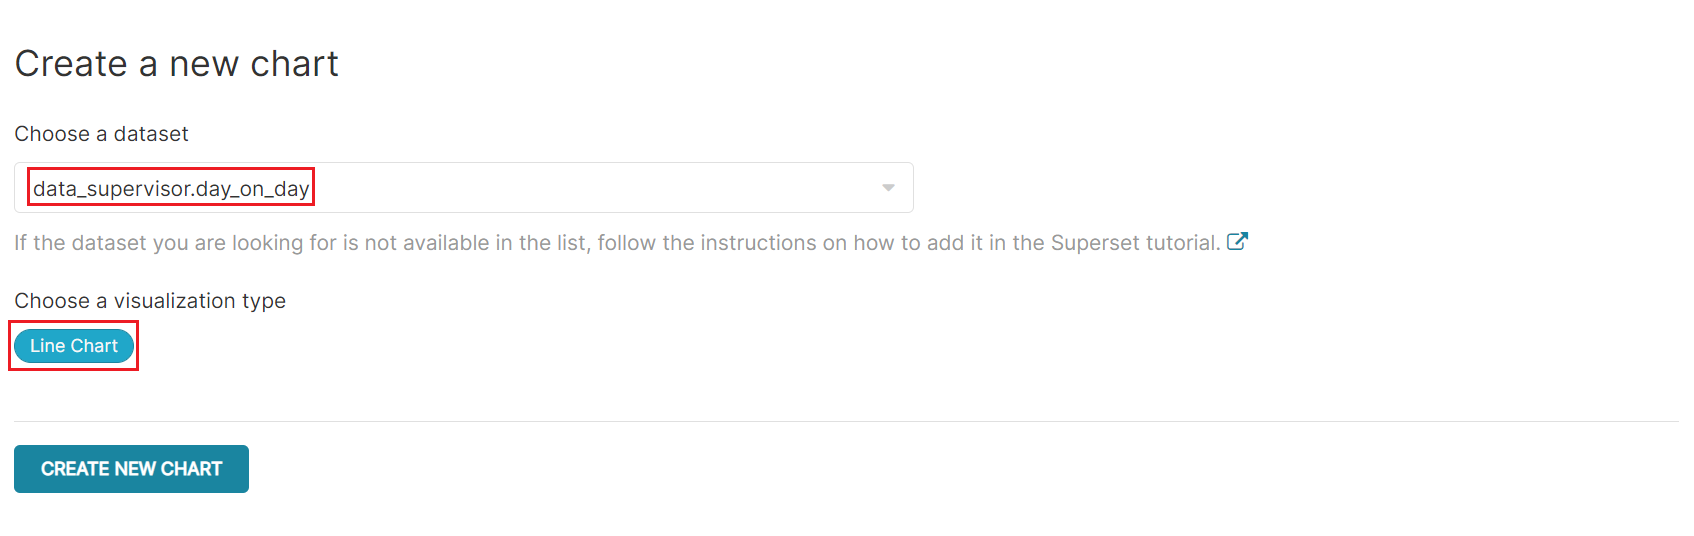 Create a new chart
Choose a dataset
data_supervisor.day_on_day
If the dataset you are looking for is not available in the list, follow the instructions on how to add it in the Superset tutorial.
Choose a visualization type
Line Chart
CREATE NEW CHART